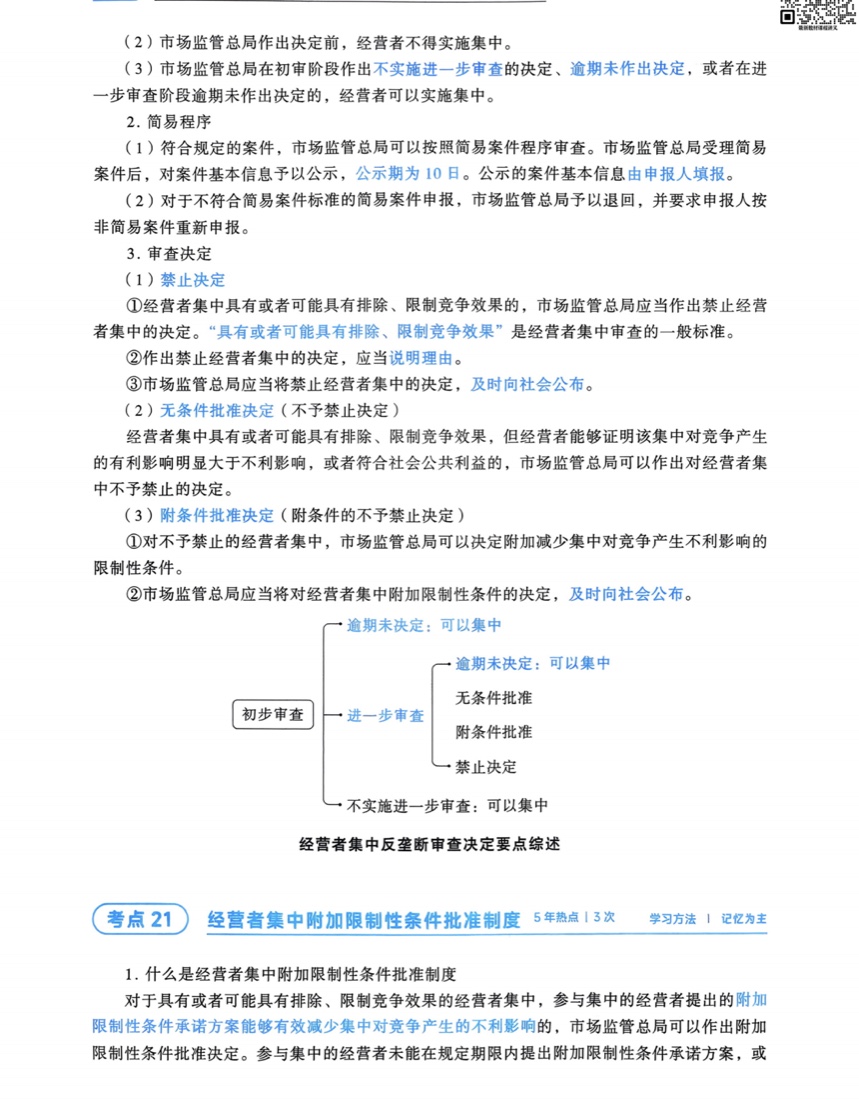 （2）市场监管总局作出决定前，经营者不得实施集中。
（3）市场监管总局在初审阶段作出不实施进一步审查的决定、逾期未作出决定，或者在进
一步审查阶段逾期未作出决定的，经营者可以实施集中。
2. 简易程序
（1）符合规定的案件，市场监管总局可以按照简易案件程序审查。市场监管总局受理简易
案件后，对案件基本信息予以公示，公示期为 10 日。公示的案件基本信息由申报人填报。
（2）对于不符合简易案件标准的简易案件申报，市场监管总局予以退回，并要求申报人按
非简易案件重新申报。
3. 审查决定
（1）禁止决定
①经营者集中具有或者可能具有排除、限制竞争效果的，市场监管总局应当作出禁止经营
者集中的决定。“具有或者可能具有排除、限制竞争效果”是经营者集中审查的一般标准。
②作出禁止经营者集中的决定，应当说明理由。
③市场监管总局应当将禁止经营者集中的决定，及时向社会公布。
（2）无条件批准决定（不予禁止决定）
经营者集中具有或者可能具有排除、限制竞争效果，但经营者能够证明该集中对竞争产生
的有利影响明显大于不利影响，或者符合社会公共利益的，市场监管总局可以作出对经营者集
中不予禁止的决定。
（3）附条件批准决定（附条件的不予禁止决定）
①对不予禁止的经营者集中，市场监管总局可以决定附加减少集中对竞争产生不利影响的
限制性条件。
②市场监管总局应当将对经营者集中附加限制性条件的决定，及时向社会公布。
逾期未决定：可以集中
逾期未决定：可以集中
无条件批准
初步审查
进一步审查
附条件批准
禁止决定
不实施进一步审查：可以集中
经营者集中反垄断审查决定要点综述
考点 21 经营者集中附加限制性条件批准制度 5 年热点 | 3 次 学习方法 | 记忆为主
1. 什么是经营者集中附加限制性条件批准制度
对于具有或者可能具有排除、限制竞争效果的经营者集中，参与集中的经营者提出的附加
限制性条件承诺方案能够有效减少集中对竞争产生的不利影响的，市场监管总局可以作出附加
限制性条件批准决定。参与集中的经营者未能在规定期限内提出附加限制性条件承诺方案，或